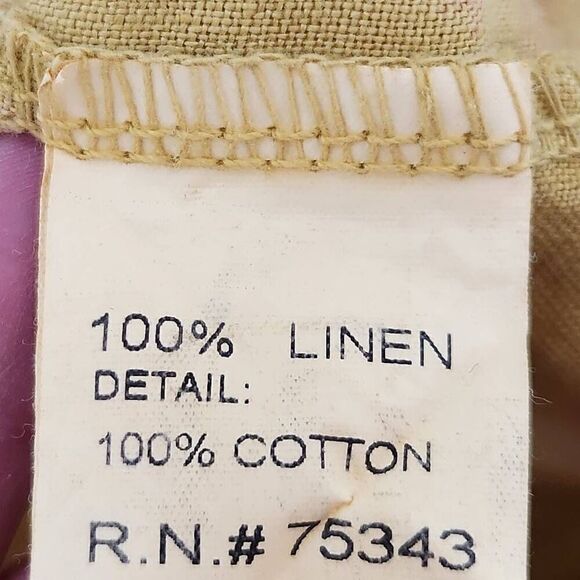 100% LINEN
DETAIL:
100% COTTON
R.N.# 75343